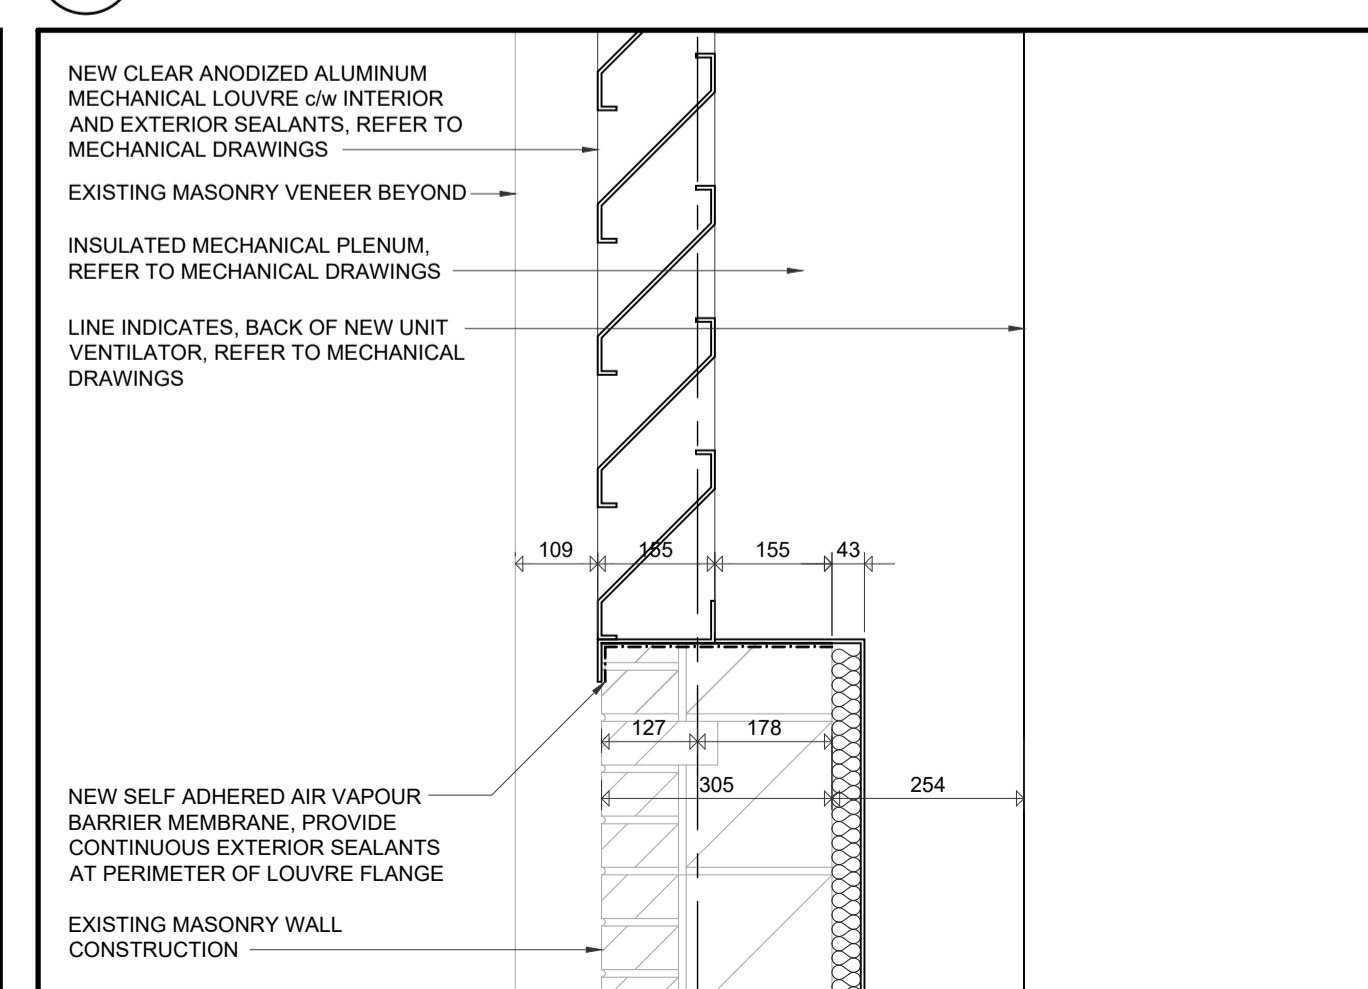 NEW CLEAR ANODIZED ALUMINUM
MECHANICAL LOUVRE c/w INTERIOR
AND EXTERIOR SEALANTS, REFER TO
MECHANICAL DRAWINGS
EXISTING MASONRY VENEER BEYOND
INSULATED MECHANICAL PLENUM,
REFER TO MECHANICAL DRAWINGS
LINE INDICATES, BACK OF NEW UNIT
VENTILATOR, REFER TO MECHANICAL
DRAWINGS
109 155 155 43
127 178
305 254
NEW SELF ADHERED AIR VAPOUR
BARRIER MEMBRANE, PROVIDE
CONTINUOUS EXTERIOR SEALANTS
AT PERIMETER OF LOUVRE FLANGE
EXISTING MASONRY WALL
CONSTRUCTION